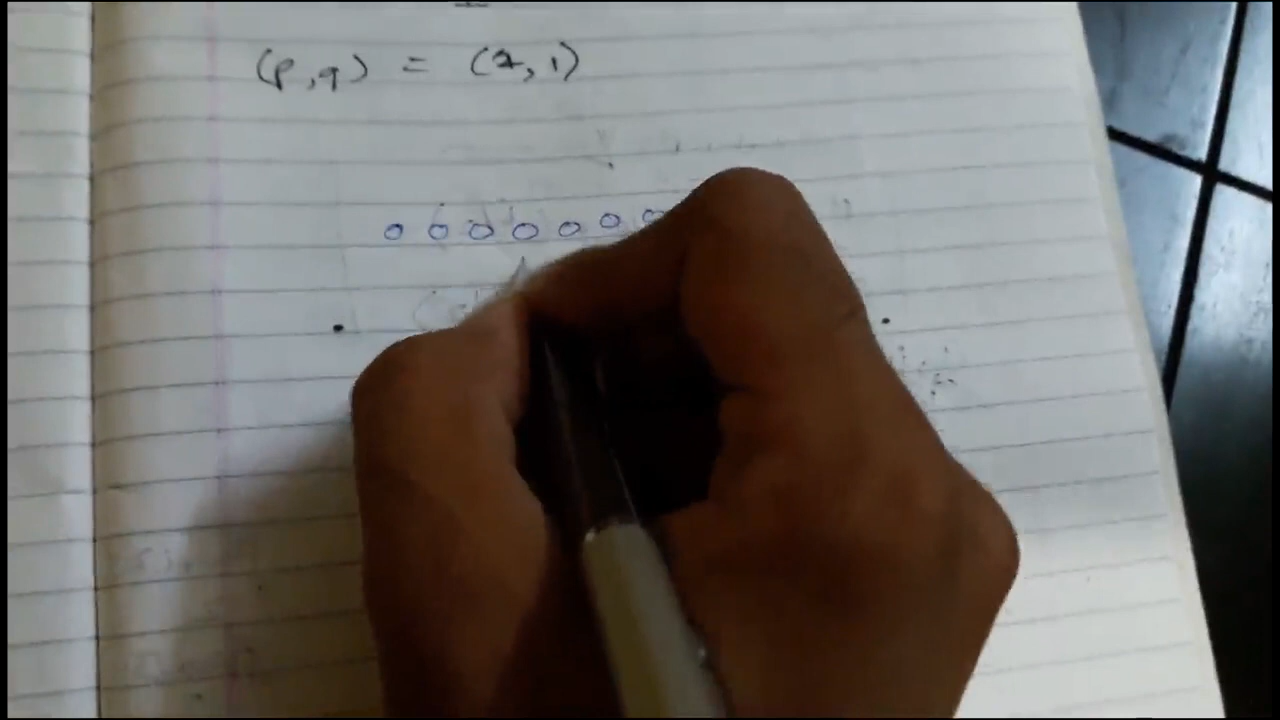 (p,q) = (2,1)